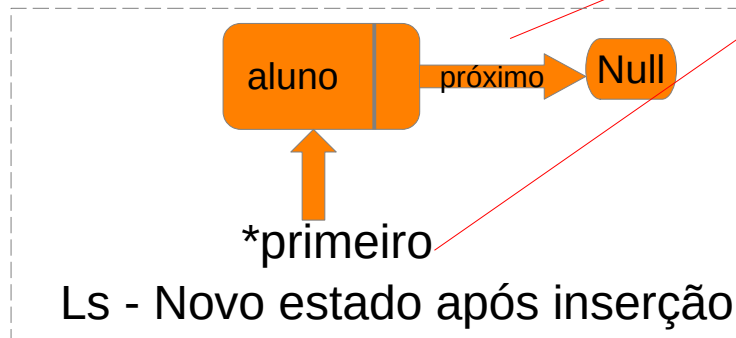 aluno
próximo
Null
*primeiro
Ls - Novo estado após inserção